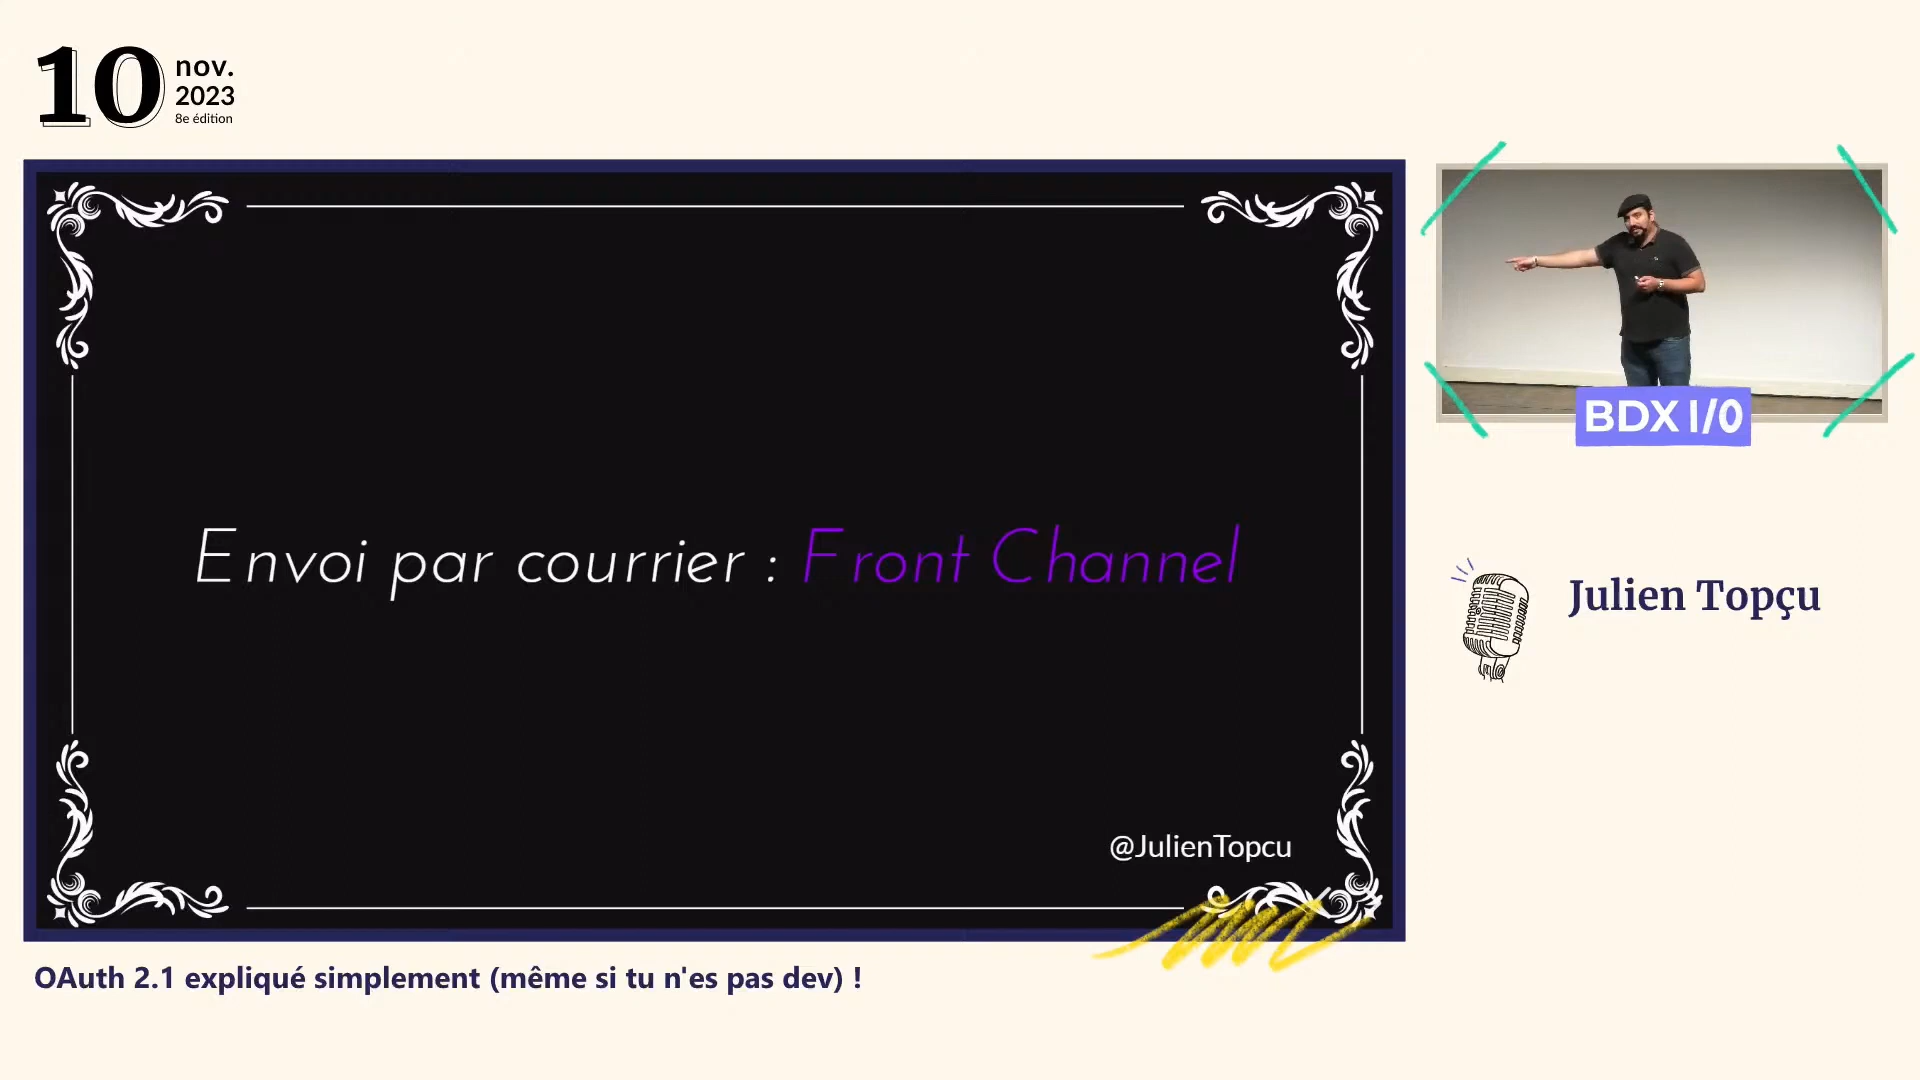 10
nov.
2023
8e édition
Envoi par courrier : Front Channel
@JulienTopcu
BDX I/O
Julien Topçu
OAuth 2.1 expliqué simplement (même si tu n'es pas dev) !